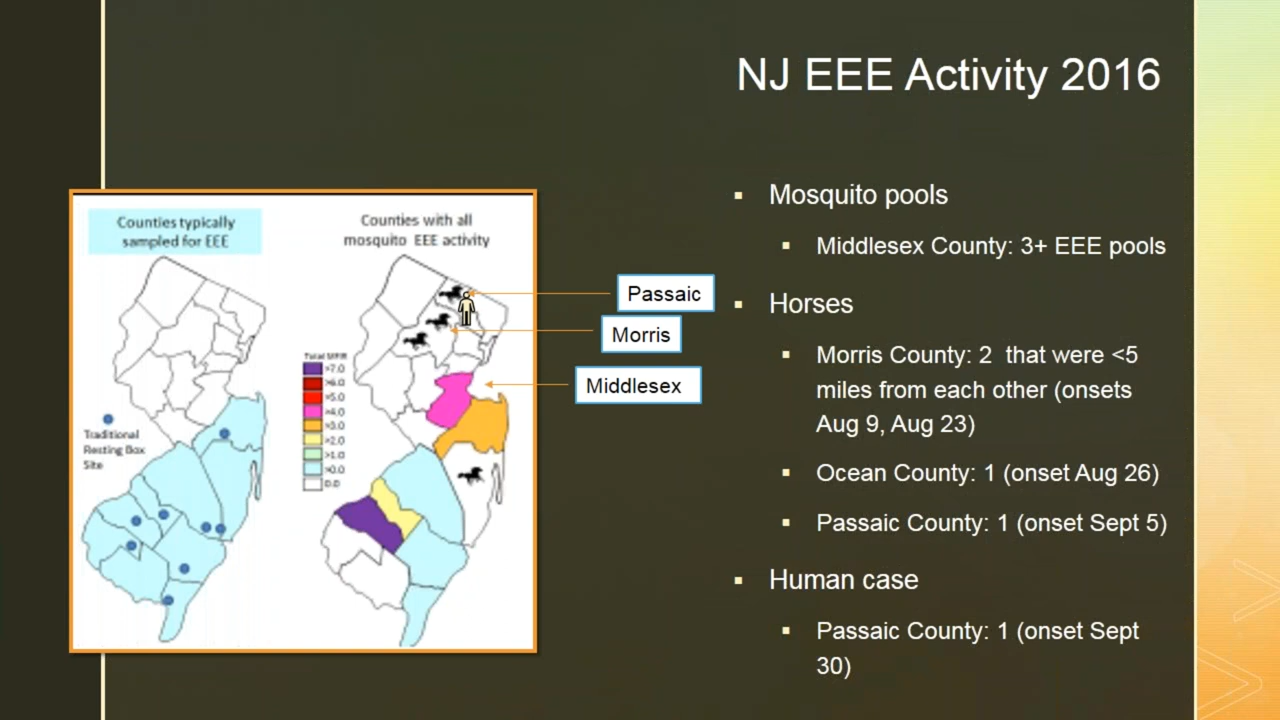 NJ EEE Activity 2016
Counties typically
sampled for EEE
Counties with all
mosquito EEE activity
Traditional
Resting Box
Site
Total MFIR
>7.0
>6.0
>5.0
>4.0
>3.0
>2.0
>1.0
>0.0
0.0
Passaic
Morris
Middlesex
▪ Mosquito pools
▪ Middlesex County: 3+ EEE pools
▪ Horses
▪ Morris County: 2 that were <5
miles from each other (onsets
Aug 9, Aug 23)
▪ Ocean County: 1 (onset Aug 26)
▪ Passaic County: 1 (onset Sept 5)
▪ Human case
▪ Passaic County: 1 (onset Sept
30)